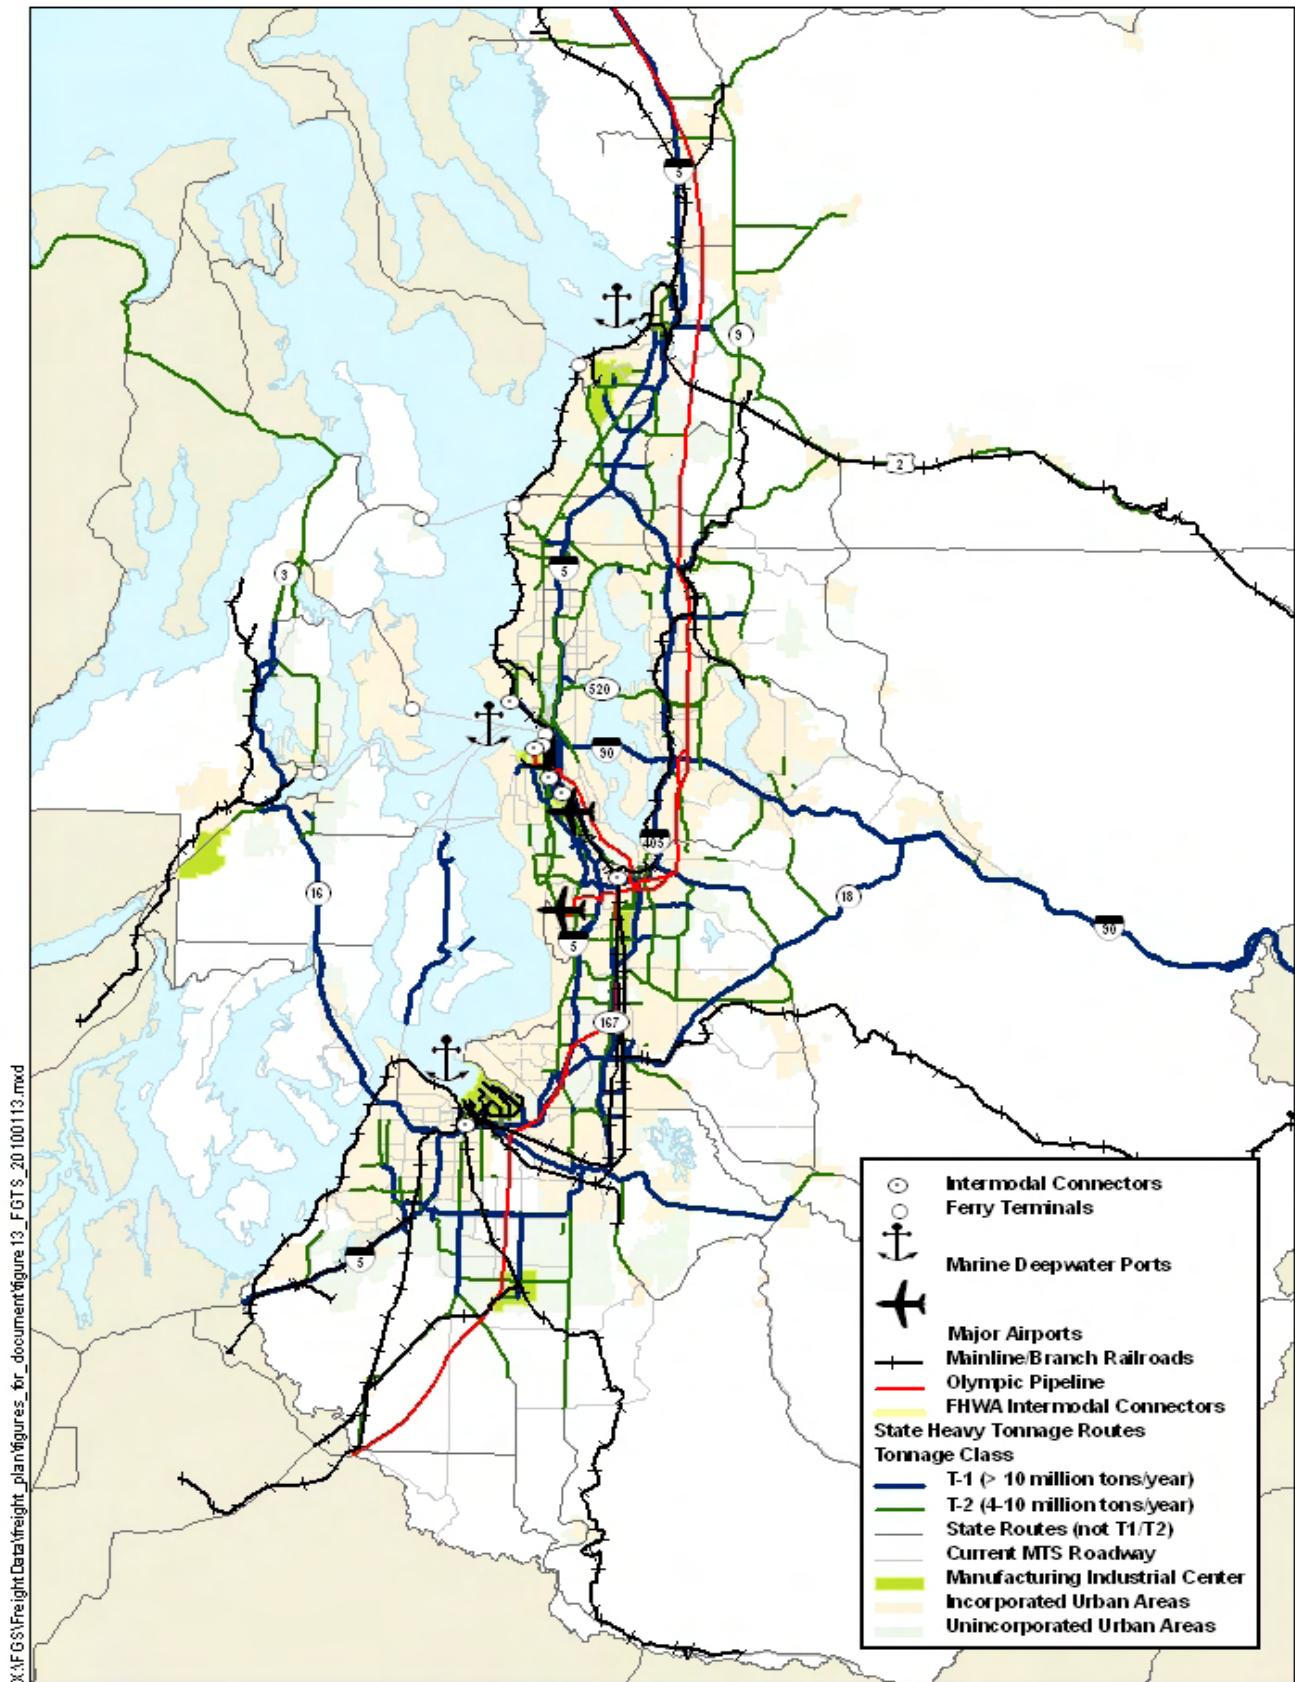 5
9
2
3
5
520
90
405
16
18
5
90
167
5
Intermodal Connectors
Ferry Terminals
Marine Deepwater Ports
Major Airports
Mainline/Branch Railroads
Olympic Pipeline
FHWA Intermodal Connectors
State Heavy Tonnage Routes
Tonnage Class
T-1 (> 10 million tons/year)
T-2 (4-10 million tons/year)
State Routes (not T1/T2)
Current MTS Roadway
Manufacturing Industrial Center
Incorporated Urban Areas
Unincorporated Urban Areas
X:\FGS\FreightData\freight_plan\figures_for_document\figure13_FGTS_20100113.mxd